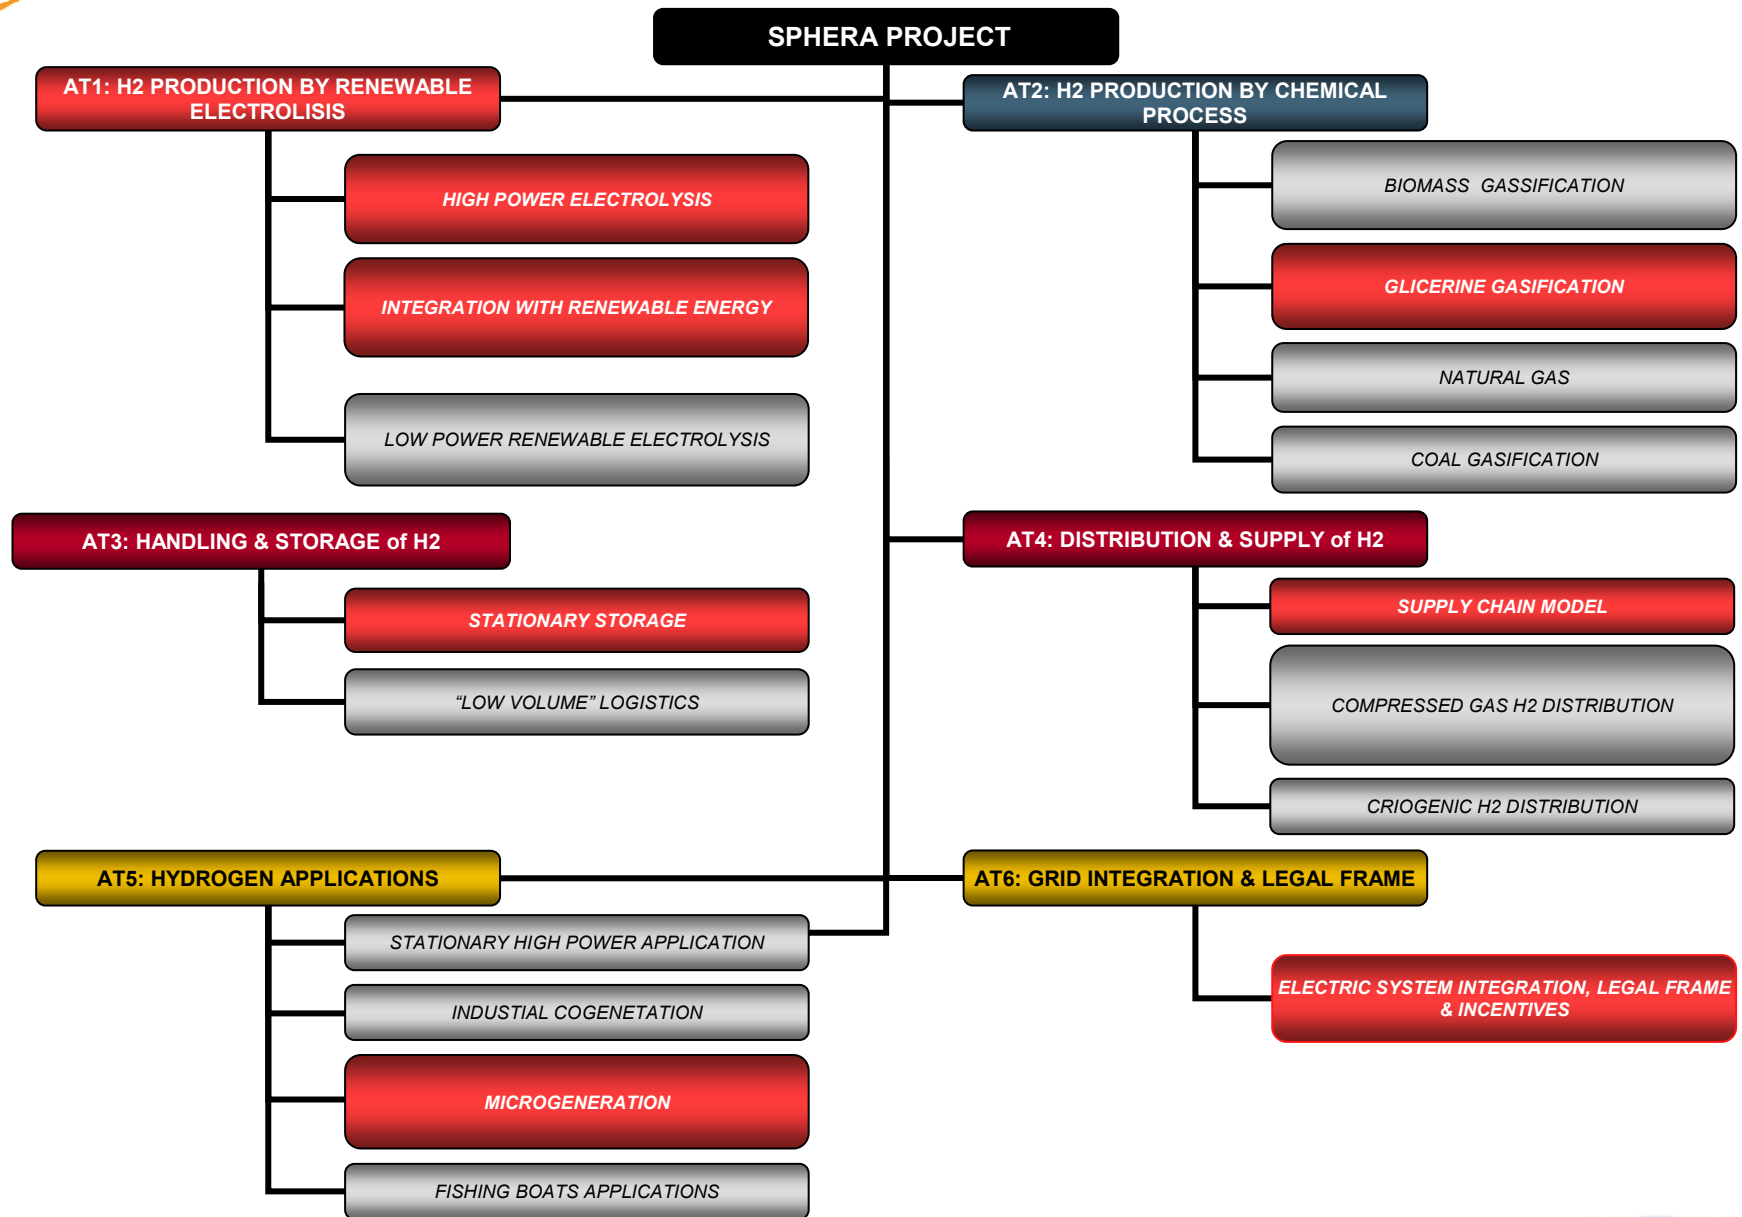 SPHERA PROJECT
AT1: H2 PRODUCTION BY RENEWABLE
ELECTROLISIS
HIGH POWER ELECTROLYSIS
INTEGRATION WITH RENEWABLE ENERGY
LOW POWER RENEWABLE ELECTROLYSIS
AT2: H2 PRODUCTION BY CHEMICAL
PROCESS
BIOMASS GASSIFICATION
GLICERINE GASIFICATION
NATURAL GAS
COAL GASIFICATION
AT3: HANDLING & STORAGE of H2
STATIONARY STORAGE
“LOW VOLUME” LOGISTICS
AT4: DISTRIBUTION & SUPPLY of H2
SUPPLY CHAIN MODEL
COMPRESSED GAS H2 DISTRIBUTION
CRIOGENIC H2 DISTRIBUTION
AT5: HYDROGEN APPLICATIONS
STATIONARY HIGH POWER APPLICATION
INDUSTIAL COGENETATION
MICROGENERATION
FISHING BOATS APPLICATIONS
AT6: GRID INTEGRATION & LEGAL FRAME
ELECTRIC SYSTEM INTEGRATION, LEGAL FRAME
& INCENTIVES